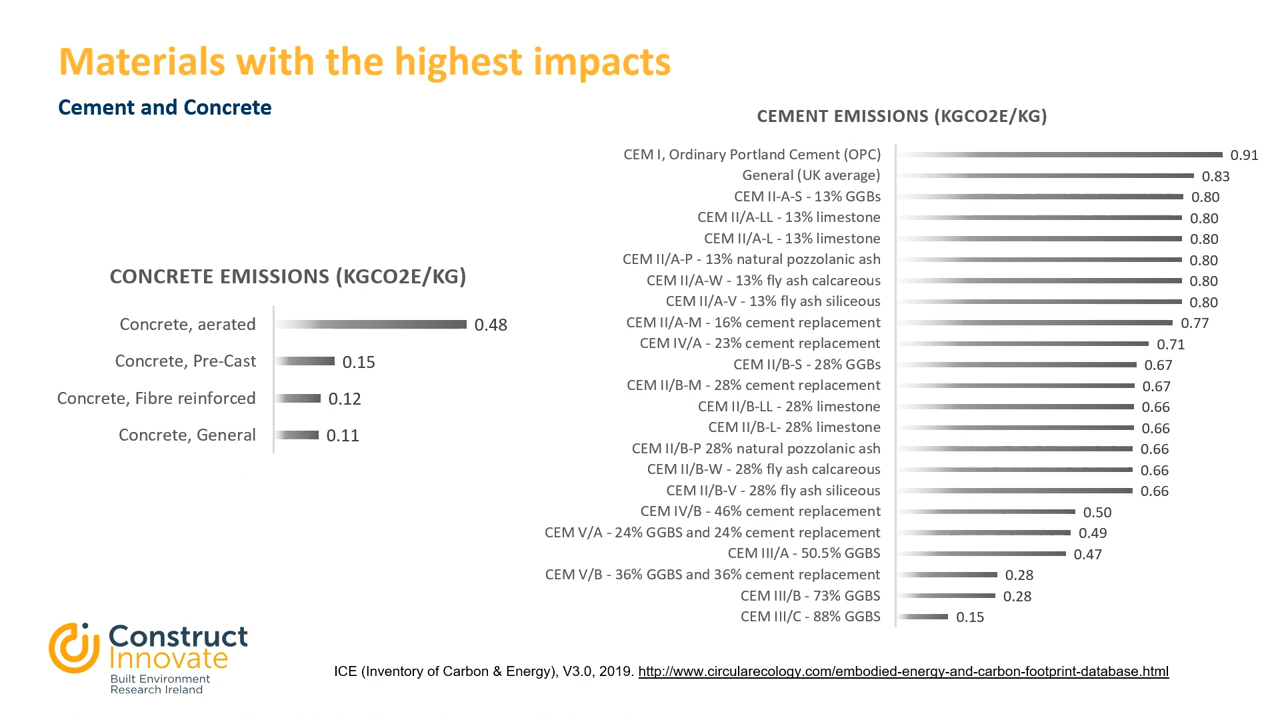 Materials with the highest impacts
Cement and Concrete
CONCRETE EMISSIONS (KGCO2E/KG)
Concrete, aerated 0.48
Concrete, Pre-Cast 0.15
Concrete, Fibre reinforced 0.12
Concrete, General 0.11
CEMENT EMISSIONS (KGCO2E/KG)
CEM I, Ordinary Portland Cement (OPC) 0.91
General (UK average) 0.83
CEM II-A-S - 13% GGBs 0.80
CEM II/A-LL - 13% limestone 0.80
CEM II/A-L - 13% limestone 0.80
CEM II/A-P - 13% natural pozzolanic ash 0.80
CEM II/A-W - 13% fly ash calcareous 0.80
CEM II/A-V - 13% fly ash siliceous 0.80
CEM II/A-M - 16% cement replacement 0.77
CEM IV/A - 23% cement replacement 0.71
CEM II/B-S - 28% GGBs 0.67
CEM II/B-M - 28% cement replacement 0.67
CEM II/B-LL - 28% limestone 0.66
CEM II/B-L- 28% limestone 0.66
CEM II/B-P 28% natural pozzolanic ash 0.66
CEM II/B-W - 28% fly ash calcareous 0.66
CEM II/B-V - 28% fly ash siliceous 0.66
CEM IV/B - 46% cement replacement 0.50
CEM V/A - 24% GGBS and 24% cement replacement 0.49
CEM III/A - 50.5% GGBS 0.47
CEM V/B - 36% GGBS and 36% cement replacement 0.28
CEM III/B - 73% GGBS 0.28
CEM III/C - 88% GGBS 0.15
Construct
Innovate
Built Environment
Research Ireland
ICE (Inventory of Carbon & Energy), V3.0, 2019. http://www.circularecology.com/embodied-energy-and-carbon-footprint-database.html